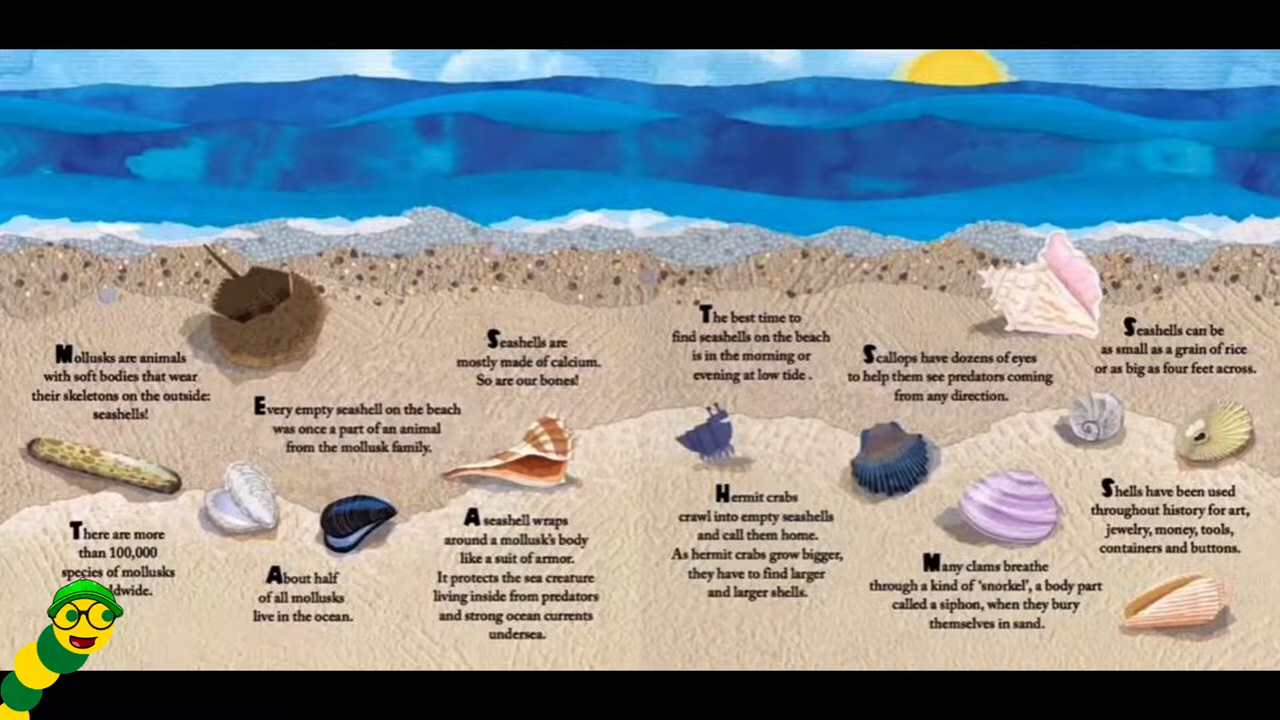 Mollusks are animals
with soft bodies that wear
their skeletons on the outside:
seashells!
Every empty seashell on the beach
was once a part of an animal
from the mollusk family.
Seashells are
mostly made of calcium.
So are our bones!
There are more
than 100,000
species of mollusks
About half
of all mollusks
live in the ocean.
A seashell wraps
around a mollusk's body
like a suit of armor.
It protects the sea creature
living inside from predators
and strong ocean currents
undersea.
The best time to
find seashells on the beach
is in the morning or
evening at low tide .
Scallops have dozens of eyes
to help them see predators coming
from any direction.
Seashells can be
as small as a grain of rice
or as big as four feet across.
Hermit crabs
crawl into empty seashells
and call them home.
As hermit crabs grow bigger,
they have to find larger
and larger shells.
Many clams breathe
through a kind of 'snorkel', a body part
called a siphon, when they bury
themselves in sand.
Shells have been used
throughout history for art,
jewelry, money, tools,
containers and buttons.